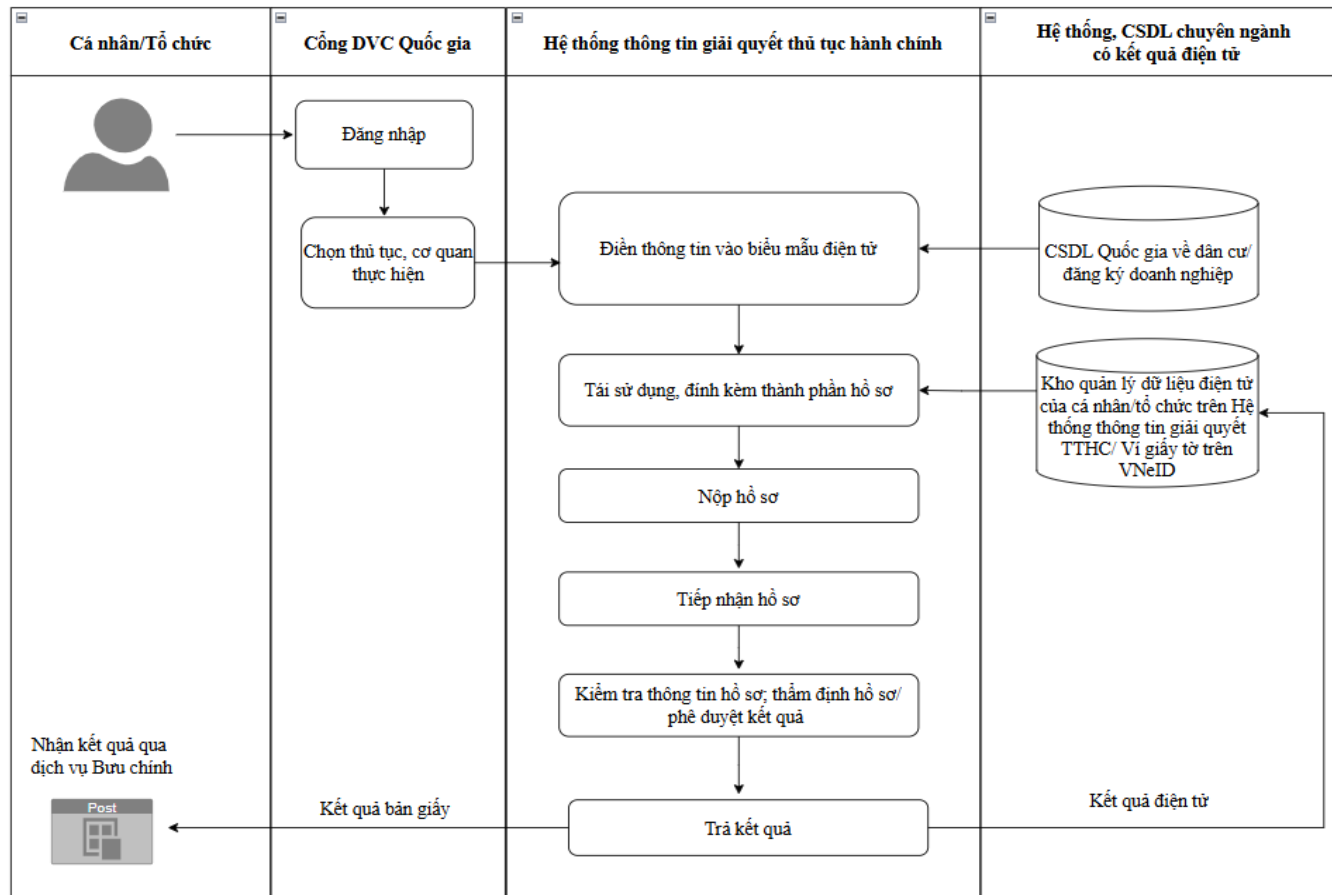 Cá nhân/Tổ chức
Cổng DVC Quốc gia
Hệ thống thông tin giải quyết thủ tục hành chính
Hệ thống, CSDL chuyên ngành
có kết quả điện tử
Đăng nhập
Chọn thủ tục, cơ quan
thực hiện
Điền thông tin vào biểu mẫu điện tử
CSDL Quốc gia về dân cư/
đăng ký doanh nghiệp
Tái sử dụng, đính kèm thành phần hồ sơ
Kho quản lý dữ liệu điện tử
của cá nhân/tổ chức trên Hệ
thống thông tin giải quyết
TTHC/ Ví giấy tờ trên
VNeID
Nộp hồ sơ
Tiếp nhận hồ sơ
Kiểm tra thông tin hồ sơ; thẩm định hồ sơ/
phê duyệt kết quả
Nhận kết quả qua
dịch vụ Bưu chính
Post
Kết quả bản giấy
Trả kết quả
Kết quả điện tử